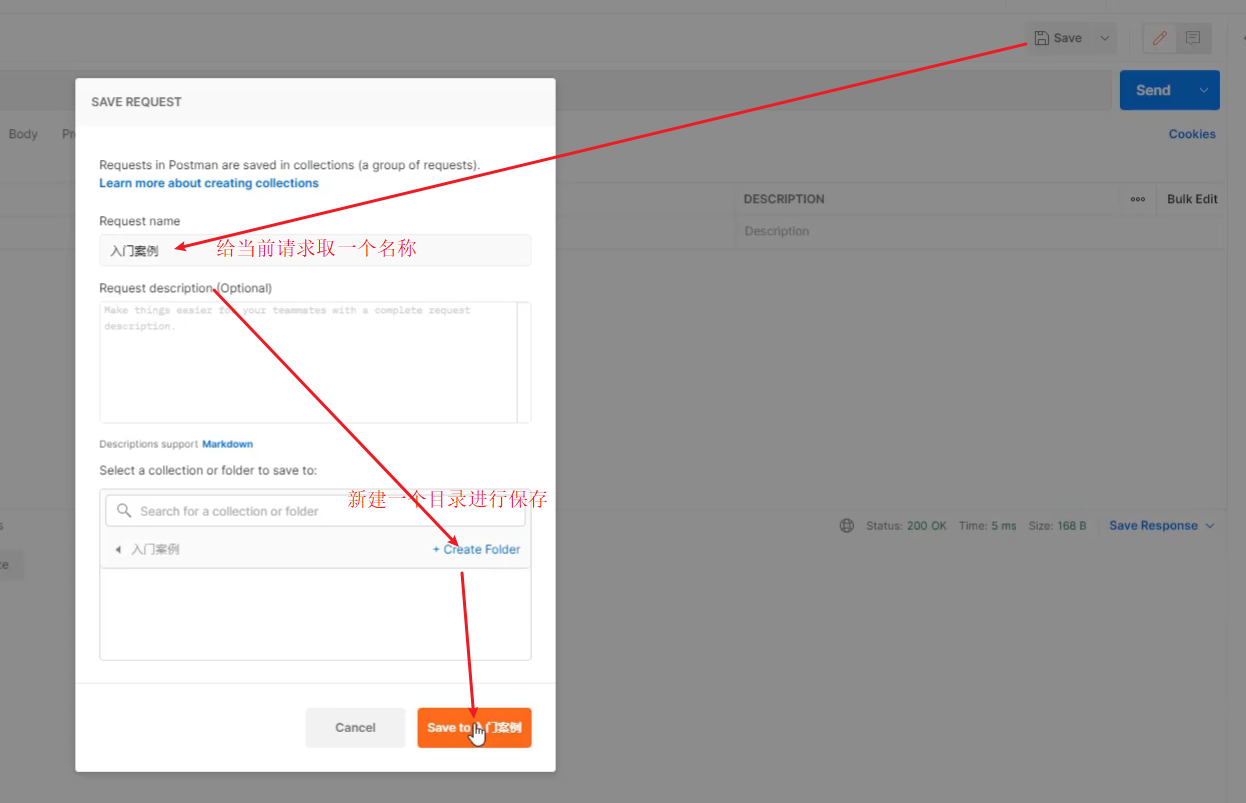 Save
SAVE REQUEST
Send
Body
Cookies
Requests in Postman are saved in collections (a group of requests).
Learn more about creating collections
DESCRIPTION
Bulk Edit
Request name
Description
入门案例
给当前请求取一个名称
Request description (Optional)
Make things easier for your teammates with a complete request
description.
Descriptions support Markdown
Select a collection or folder to save to:
新建一个目录进行保存
Search for a collection or folder
Status: 200 OK Time: 5 ms Size: 168 B
Save Response
入门案例
+ Create Folder
Cancel
Save to 入门案例